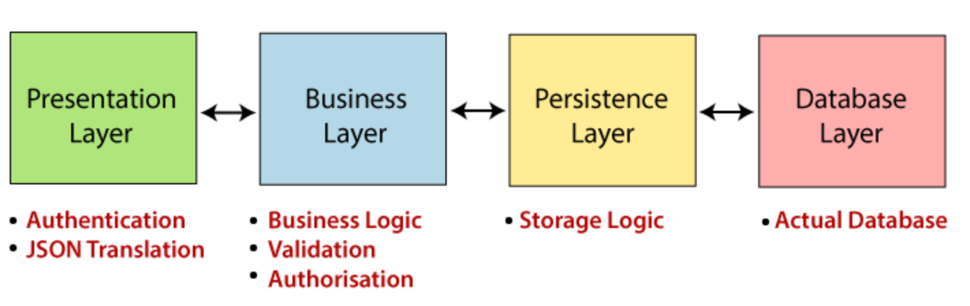 Presentation
Layer
Business
Layer
Persistence
Layer
Database
Layer
• Authentication
• JSON Translation
• Business Logic
• Validation
• Authorisation
• Storage Logic
• Actual Database